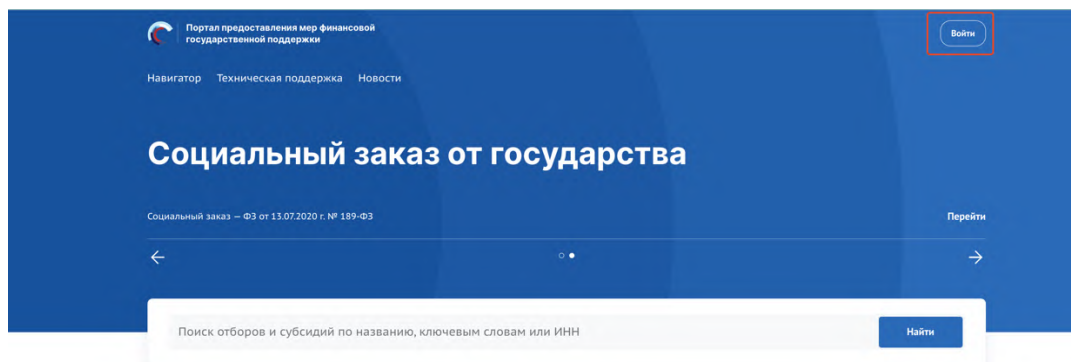 Портал предоставления мер финансовой
государственной поддержки
Войти
Навигатор Техническая поддержка Новости
Социальный заказ от государства
Социальный заказ — ФЗ от 13.07.2020 г. № 189-ФЗ
Перейти
Поиск отборов и субсидий по названию, ключевым словам или ИНН
Найти